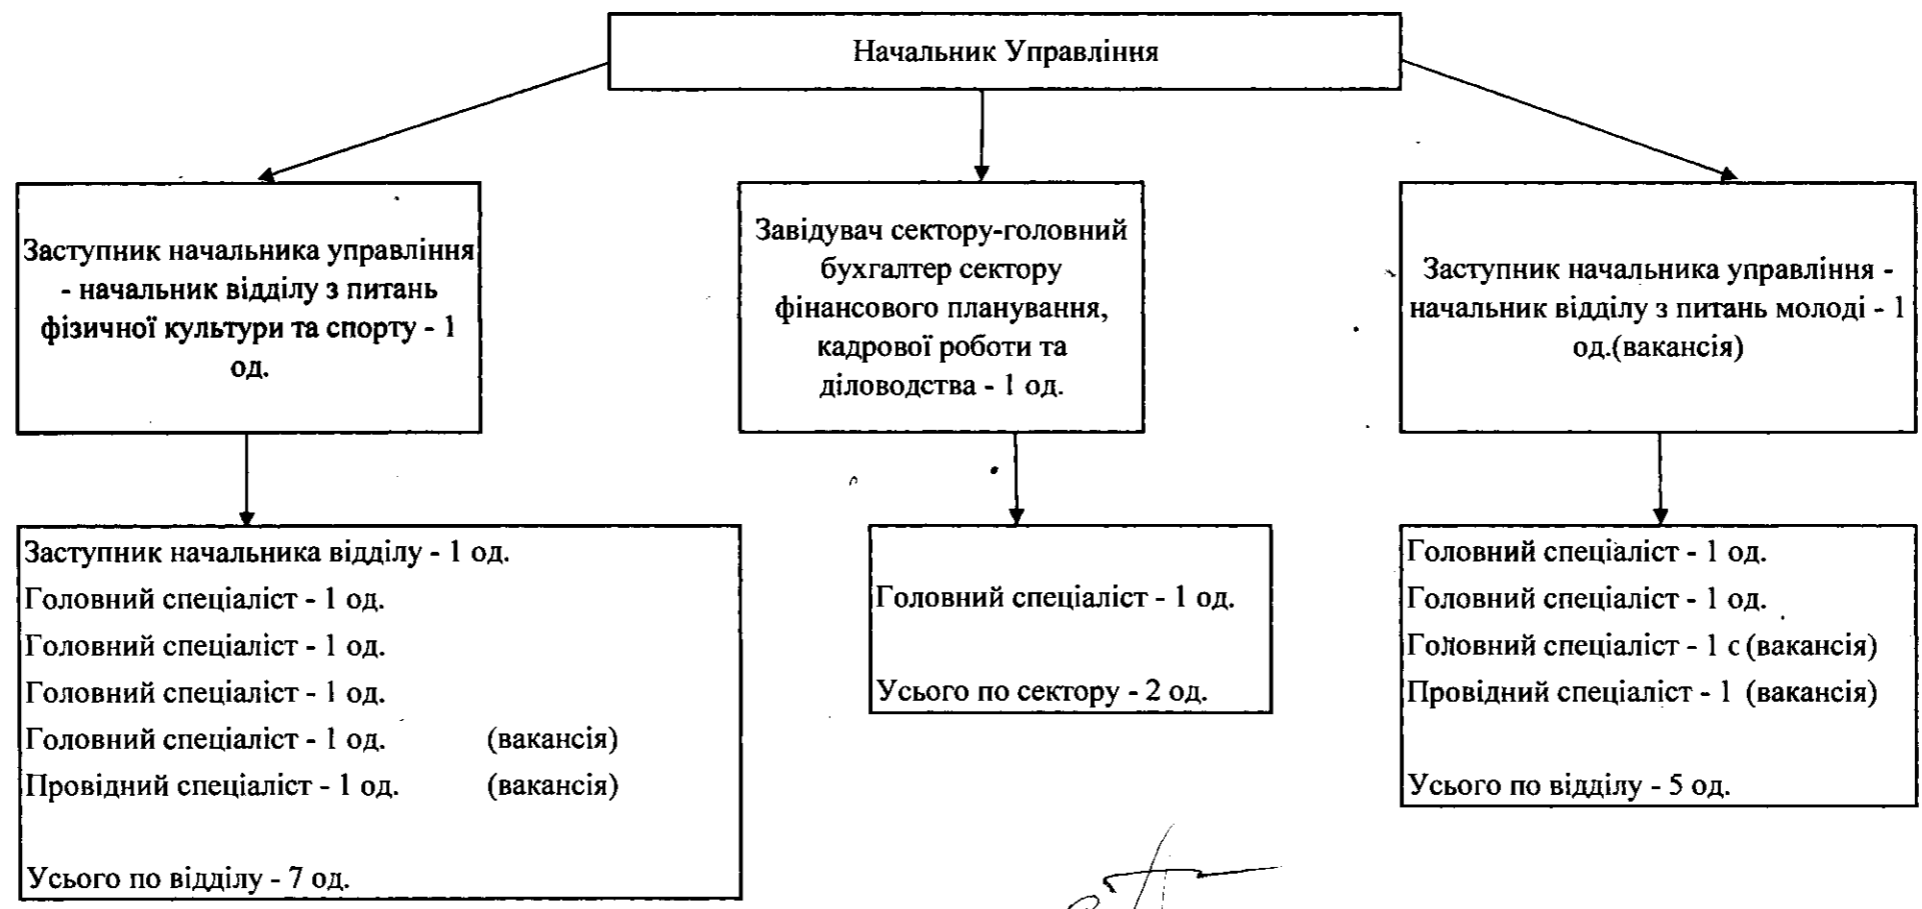 Начальник Управління
Заступник начальника управління
- начальник відділу з питань
фізичної культури та спорту - 1
од.
Завідувач сектору-головний
бухгалтер сектору
фінансового планування,
кадрової роботи та
діловодства - 1 од.
Заступник начальника управління -
начальник відділу з питань молоді - 1
од.(вакансія)
Заступник начальника відділу - 1 од.
Головний спеціаліст - 1 од.
Головний спеціаліст - 1 од.
Головний спеціаліст - 1 од.
Головний спеціаліст - 1 од. (вакансія)
Провідний спеціаліст - 1 од. (вакансія)
Усього по відділу - 7 од.
Головний спеціаліст - 1 од.
Усього по сектору - 2 од.
Головний спеціаліст - 1 од.
Головний спеціаліст - 1 од.
Головний спеціаліст - 1 с (вакансія)
Провідний спеціаліст - 1 (вакансія)
Усього по відділу - 5 од.